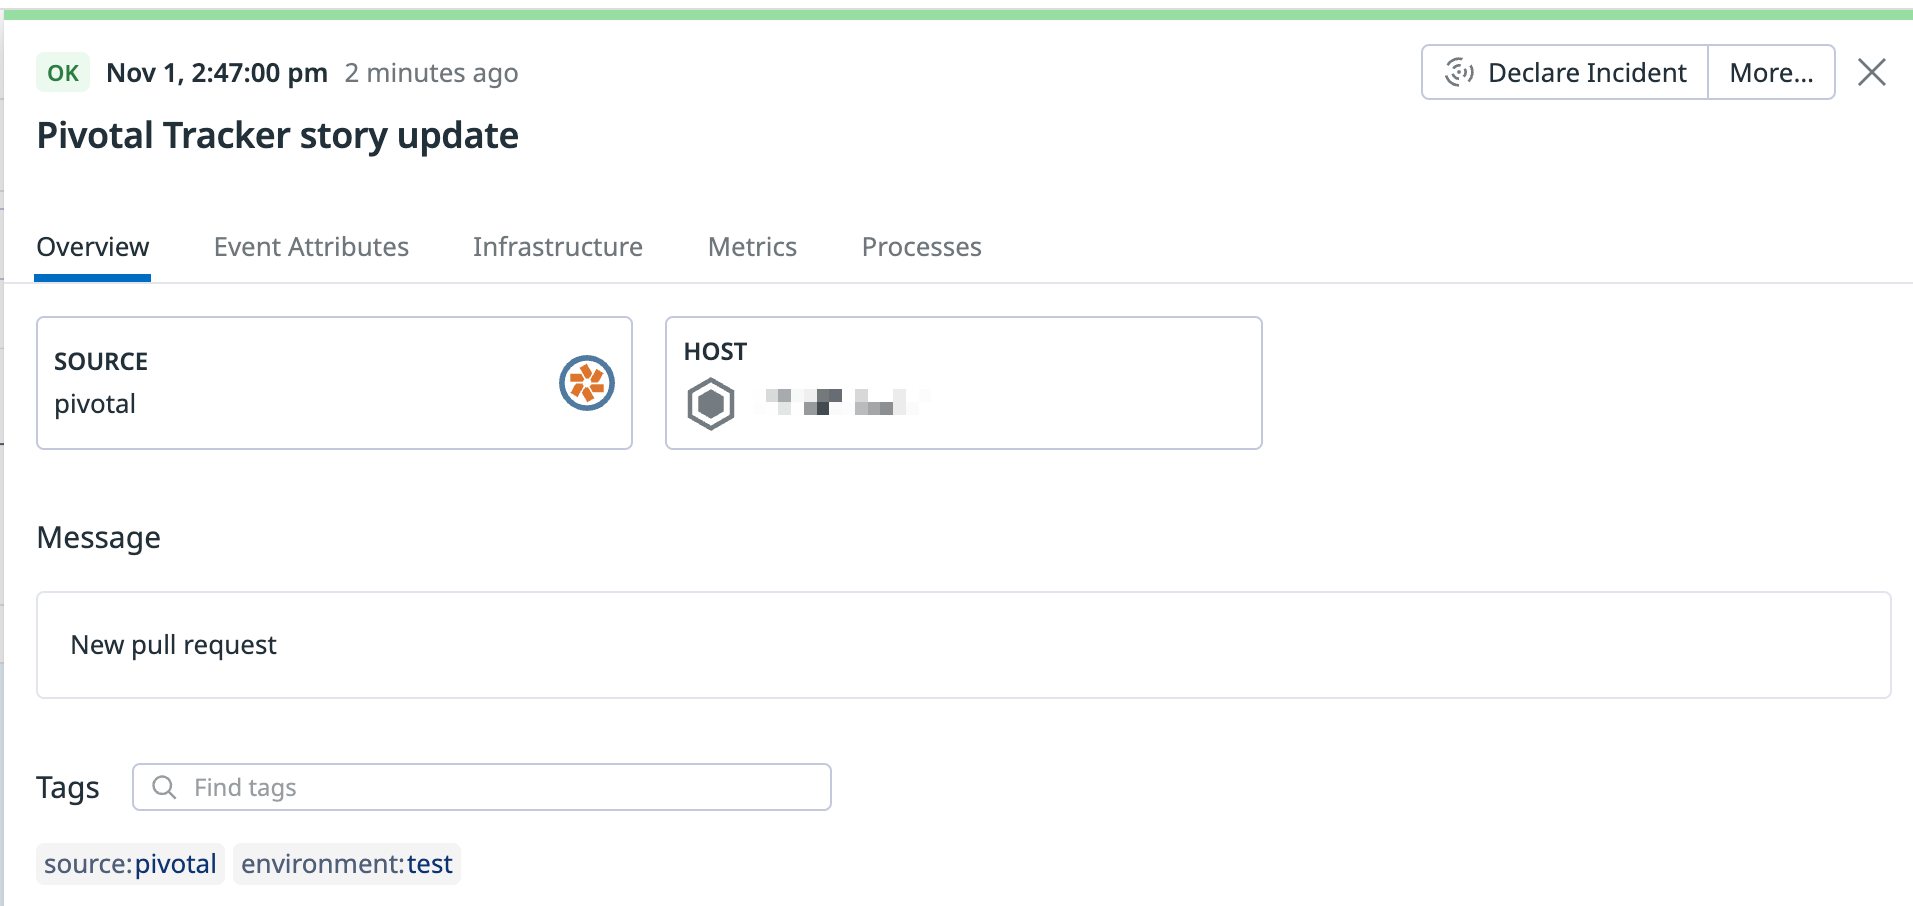 OK Nov 1, 2:47:00 pm 2 minutes ago
Declare Incident More...
Pivotal Tracker story update
Overview Event Attributes Infrastructure Metrics Processes
SOURCE
pivotal
HOST
Message
New pull request
Tags Find tags
source:pivotal environment:test